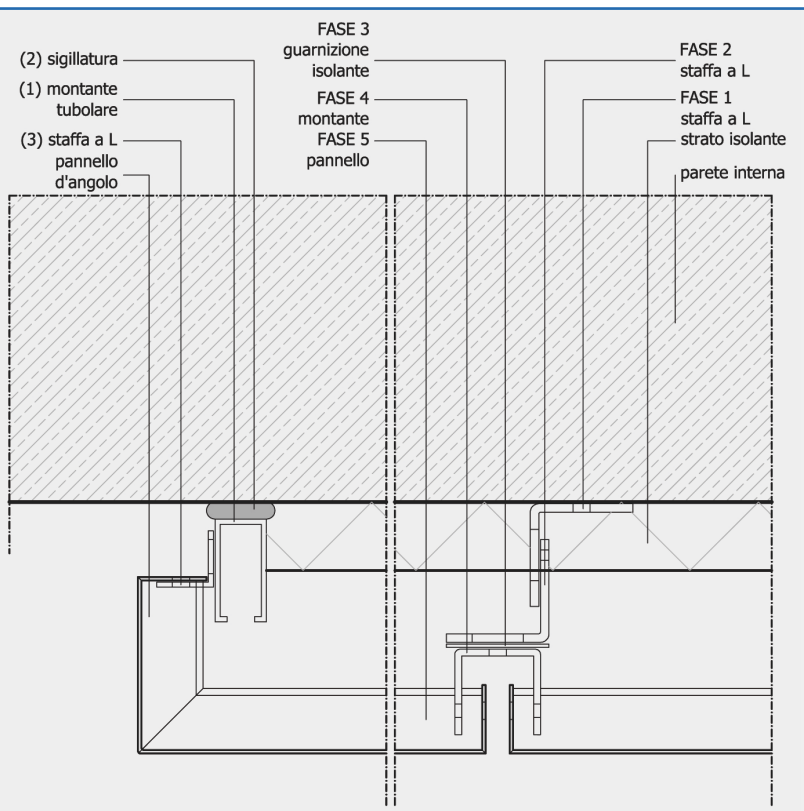 (2) sigillatura
(1) montante
tubolare
(3) staffa a L
pannello
d'angolo
FASE 3
guarnizione
isolante
FASE 4
montante
FASE 5
pannello
FASE 2
staffa a L
FASE 1
staffa a L
strato isolante
parete interna